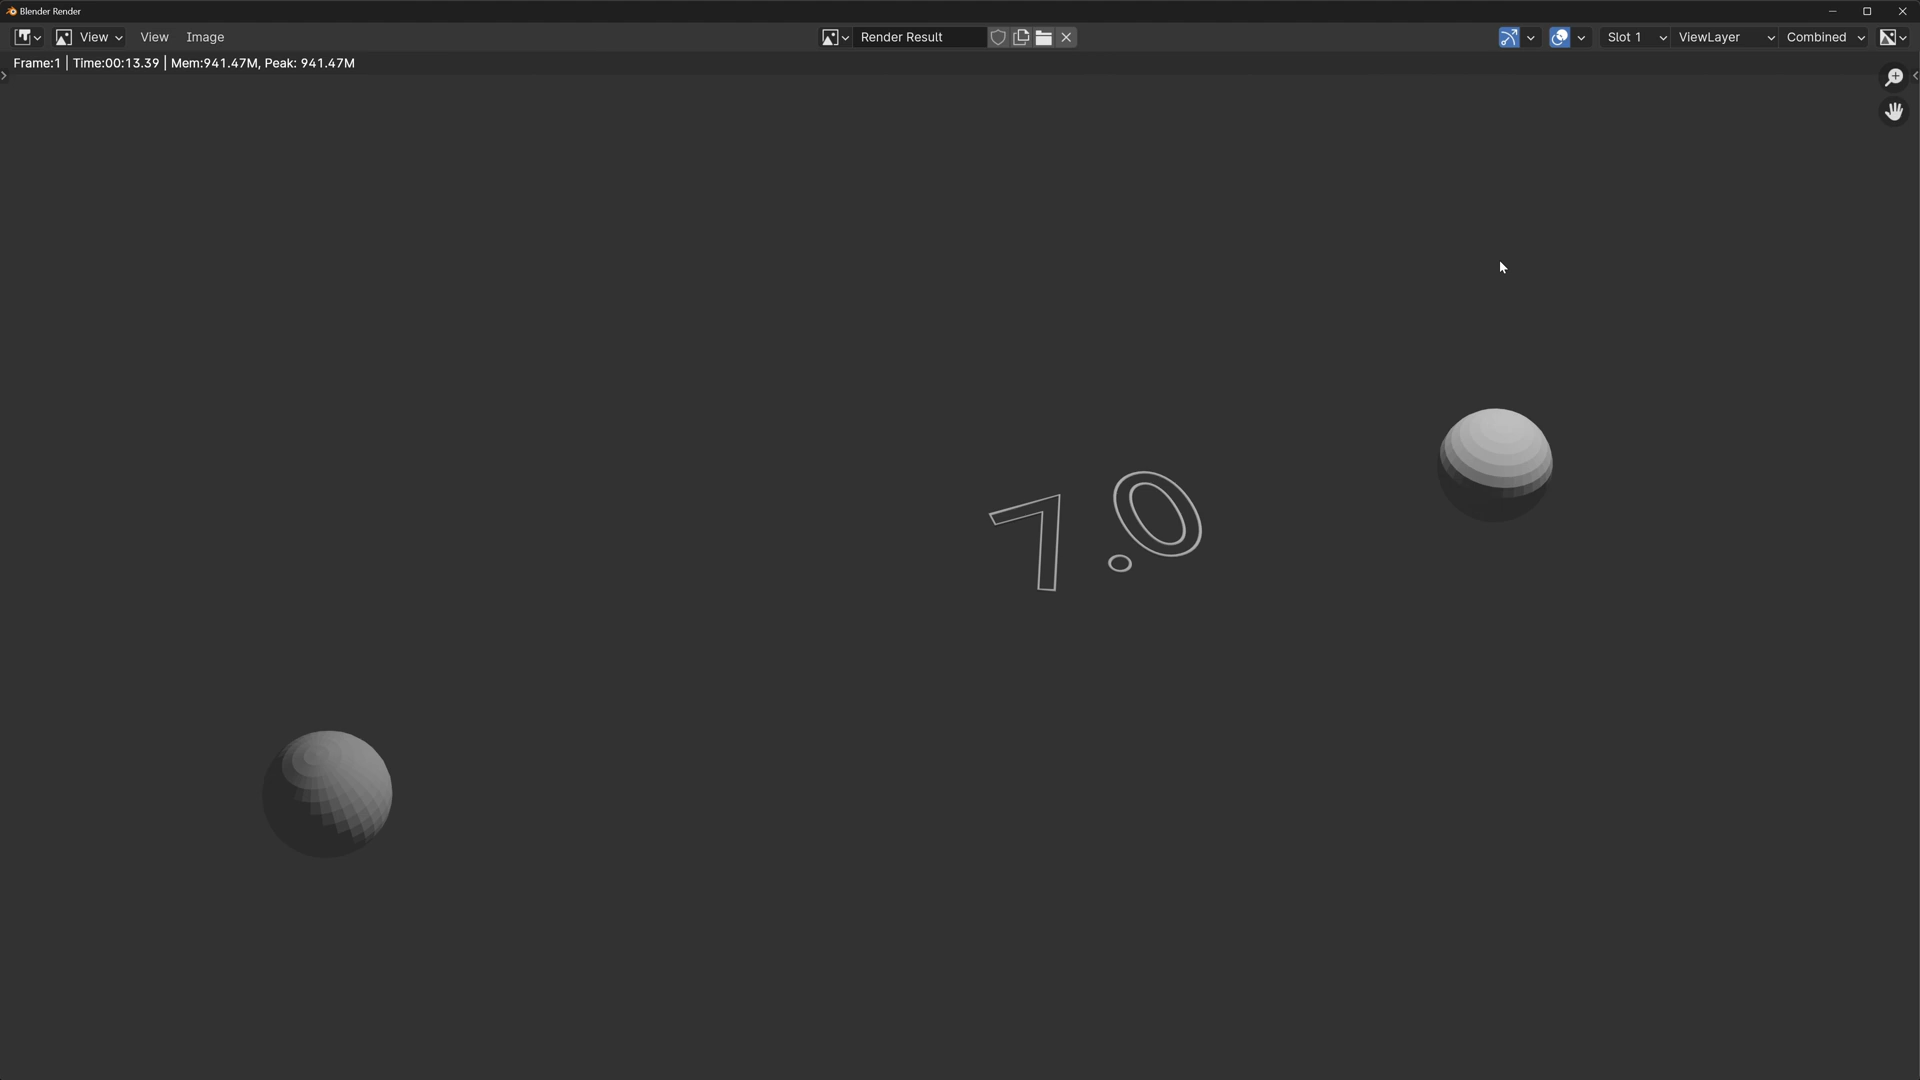 Blender Render
View View Image Render Result Slot 1 ViewLayer Combined
Frame:1 | Time:00:13.39 | Mem:941.47M, Peak: 941.47M
7.0